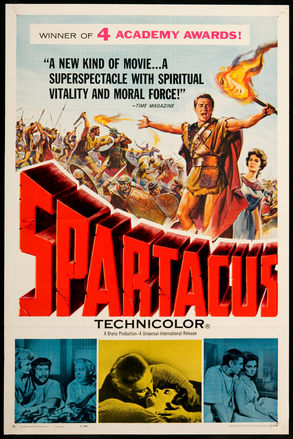 WINNER OF 4 ACADEMY AWARDS!
"A NEW KIND OF MOVIE...A
SUPERSPECTACLE WITH SPIRITUAL
VITALITY AND MORAL FORCE!"
—TIME MAGAZINE
SPARTACUS
TECHNICOLOR®
A Bryna Production—A Universal-International Release